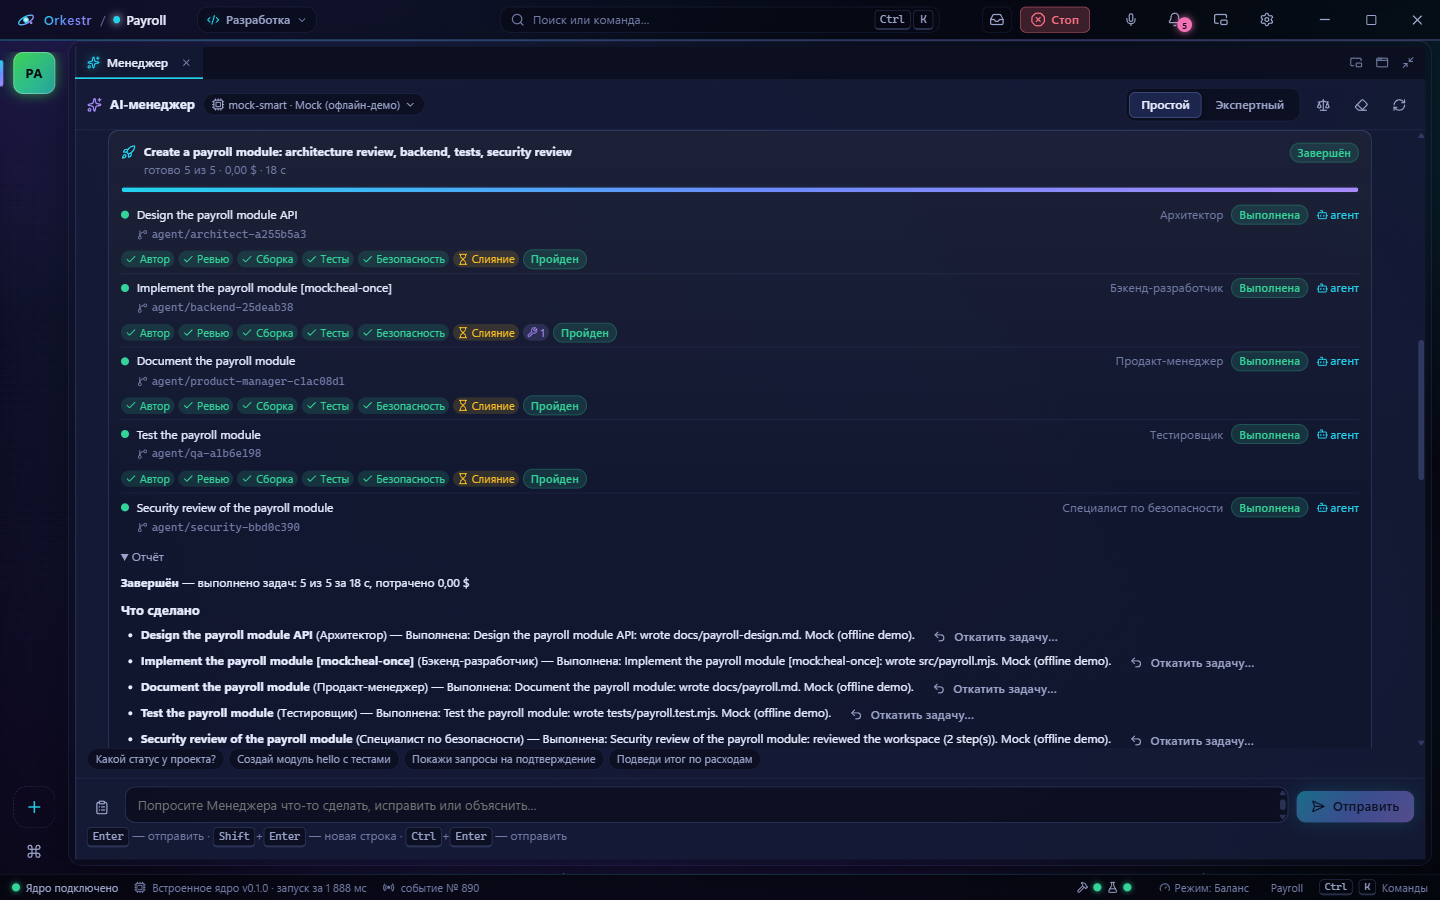 Orkestr / Payroll
Разработка
Поиск или команда...
Ctrl K
Стоп
5
PA
Менеджер
AI-менеджер
mock-smart · Mock (офлайн-демо)
Простой
Экспертный
Create a payroll module: architecture review, backend, tests, security review
Завершён
готово 5 из 5 · 0,00 $ · 18 с
Design the payroll module API
Архитектор
Выполнена
агент
agent/architect-a255b5a3
Автор Ревью Сборка Тесты Безопасность Слияние Пройден
Implement the payroll module [mock:heal-once]
Бэкенд-разработчик
Выполнена
агент
agent/backend-25deab38
Автор Ревью Сборка Тесты Безопасность Слияние 1 Пройден
Document the payroll module
Продакт-менеджер
Выполнена
агент
agent/product-manager-c1ac08d1
Автор Ревью Сборка Тесты Безопасность Слияние Пройден
Test the payroll module
Тестировщик
Выполнена
агент
agent/qa-a1b6e198
Автор Ревью Сборка Тесты Безопасность Слияние Пройден
Security review of the payroll module
Специалист по безопасности
Выполнена
агент
agent/security-bbd0c390
▼ Отчёт
Завершён — выполнено задач: 5 из 5 за 18 с, потрачено 0,00 $
Что сделано
• Design the payroll module API (Архитектор) — Выполнена: Design the payroll module API: wrote docs/payroll-design.md. Mock (offline demo). Откатить задачу...
• Implement the payroll module [mock:heal-once] (Бэкенд-разработчик) — Выполнена: Implement the payroll module [mock:heal-once]: wrote src/payroll.mjs. Mock (offline demo). Откатить задачу...
• Document the payroll module (Продакт-менеджер) — Выполнена: Document the payroll module: wrote docs/payroll.md. Mock (offline demo). Откатить задачу...
• Test the payroll module (Тестировщик) — Выполнена: Test the payroll module: wrote tests/payroll.test.mjs. Mock (offline demo). Откатить задачу...
• Security review of the payroll module (Специалист по безопасности) — Выполнена: Security review of the payroll module: reviewed the workspace (2 step(s)). Mock (offline demo). Откатить задачу...
Какой статус у проекта?
Создай модуль hello с тестами
Покажи запросы на подтверждение
Подведи итог по расходам
Попросите Менеджера что-то сделать, исправить или объяснить...
Отправить
Enter — отправить · Shift + Enter — новая строка · Ctrl + Enter — отправить
Ядро подключено
Встроенное ядро v0.1.0 · запуск за 1 888 мс
событие № 890
Режим: Баланс
Payroll
Ctrl K Команды